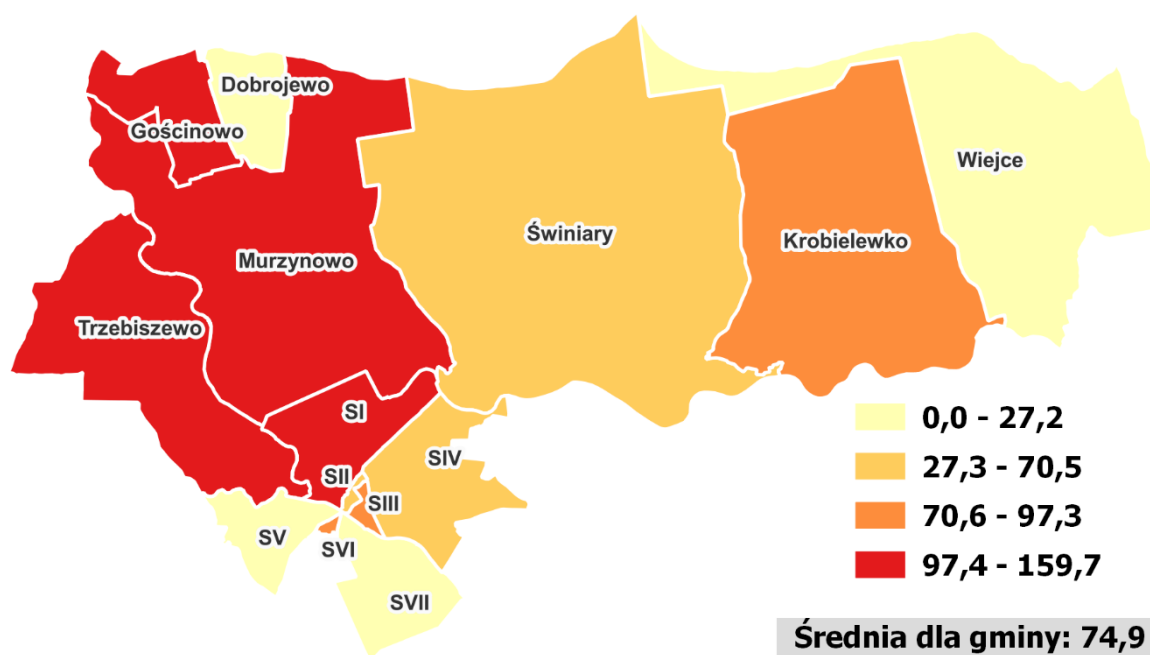 Dobrojewo
Gościnowo
Wiejce
Świniary
Krobielewko
Murzynowo
Trzebiszewo
SI
SII
SIV
SIII
SV
SVI
SVII
0,0 - 27,2
27,3 - 70,5
70,6 - 97,3
97,4 - 159,7
Średnia dla gminy: 74,9